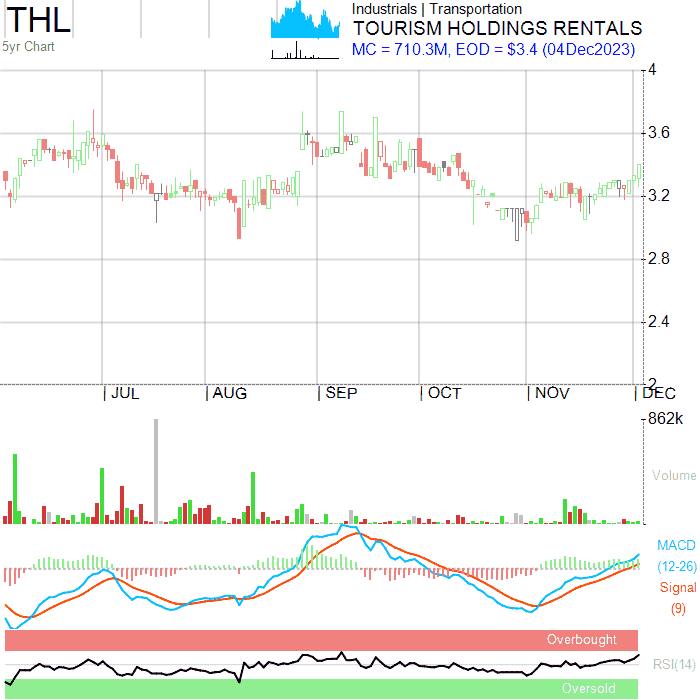 THL
5yr Chart
Industrials | Transportation
TOURISM HOLDINGS RENTALS
MC = 710.3M, EOD = $3.4 (04Dec2023)
4
3.6
3.2
2.8
2.4
2
JUL AUG SEP OCT NOV DEC
862k
Volume
MACD
(12-26)
Signal
(9)
Overbought
RSI(14)
Oversold